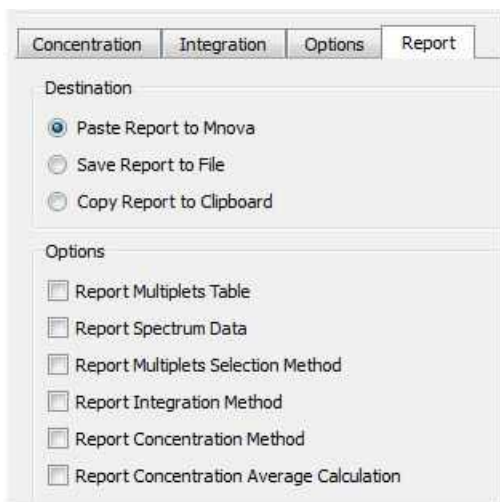 Concentration Integration Options Report
Destination
Paste Report to Mnova
Save Report to File
Copy Report to Clipboard
Options
Report Multiplets Table
Report Spectrum Data
Report Multiplets Selection Method
Report Integration Method
Report Concentration Method
Report Concentration Average Calculation